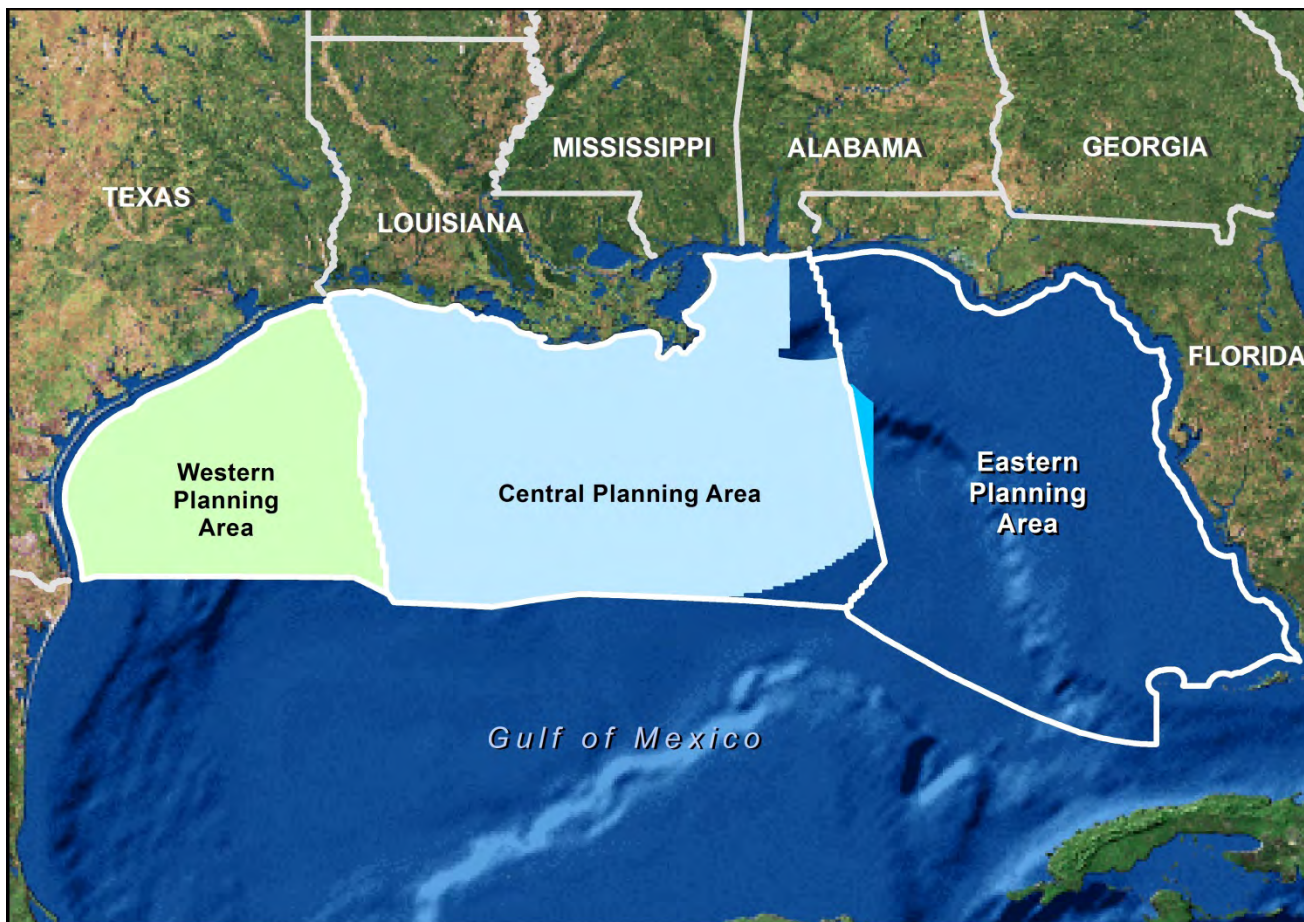 MISSISSIPPI
ALABAMA
GEORGIA
TEXAS
LOUISIANA
FLORIDA
Western
Planning
Area
Central Planning Area
Eastern
Planning
Area
Gulf of Mexico